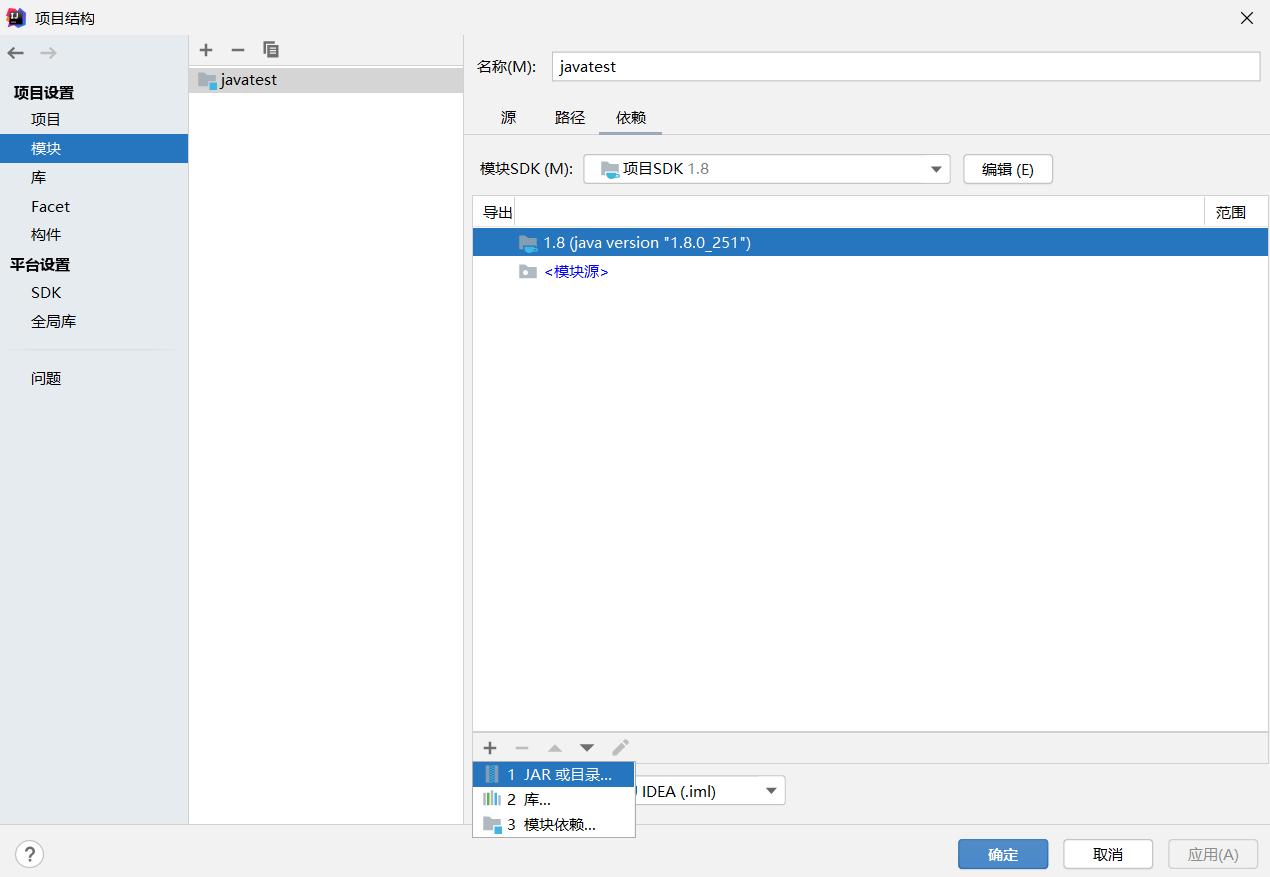 项目结构
项目设置
项目
模块
库
Facet
构件
平台设置
SDK
全局库
问题
javatest
名称(M): javatest
源 路径 依赖
模块SDK (M): 项目SDK 1.8 编辑 (E)
导出 范围
1.8 (java version "1.8.0_251")
<模块源>
1 JAR 或目录...
2 库...
3 模块依赖...
IDEA (.iml)
?
确定 取消 应用(A)